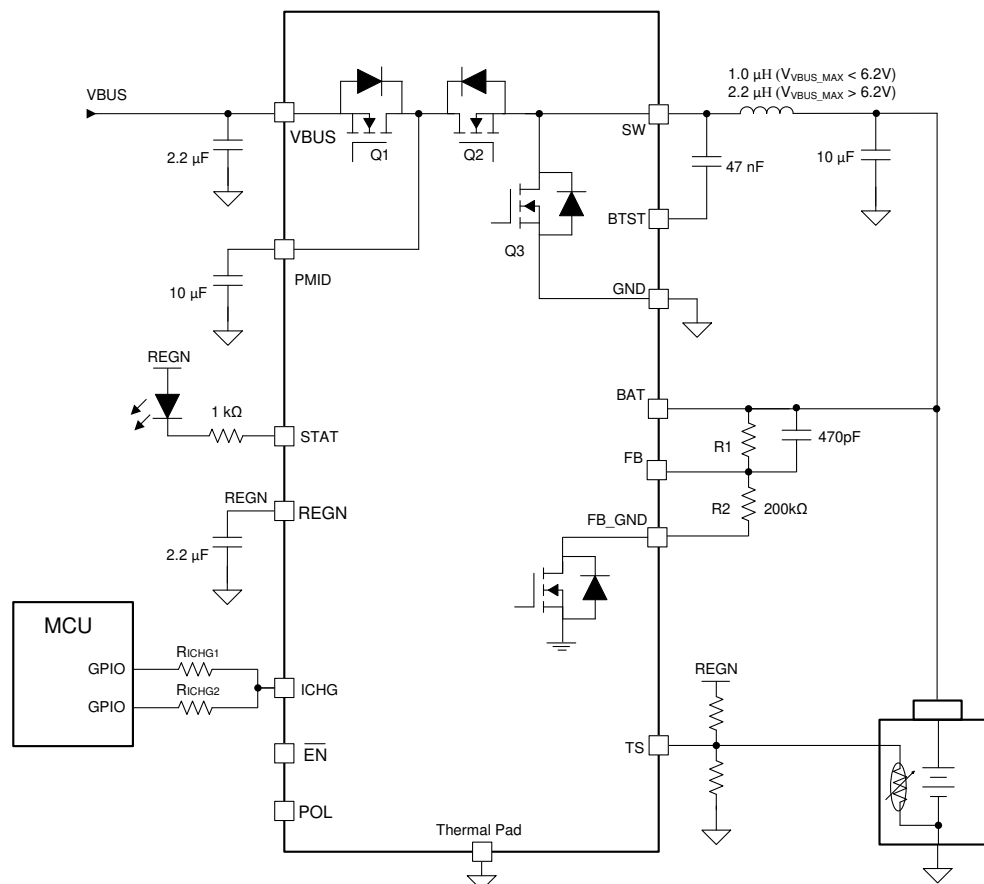 1.0 µH (VVBUS_MAX < 6.2V)
2.2 µH (VVBUS_MAX > 6.2V)
VBUS
VBUS
Q1
Q2
SW
2.2 µF
47 nF
10 µF
BTST
Q3
PMID
10 µF
GND
REGN
1 kΩ
STAT
BAT
R1
470pF
FB
REGN
REGN
R2
200kΩ
FB_GND
2.2 µF
MCU
GPIO
RICHG1
GPIO
RICHG2
ICHG
REGN
TS
EN
POL
Thermal Pad